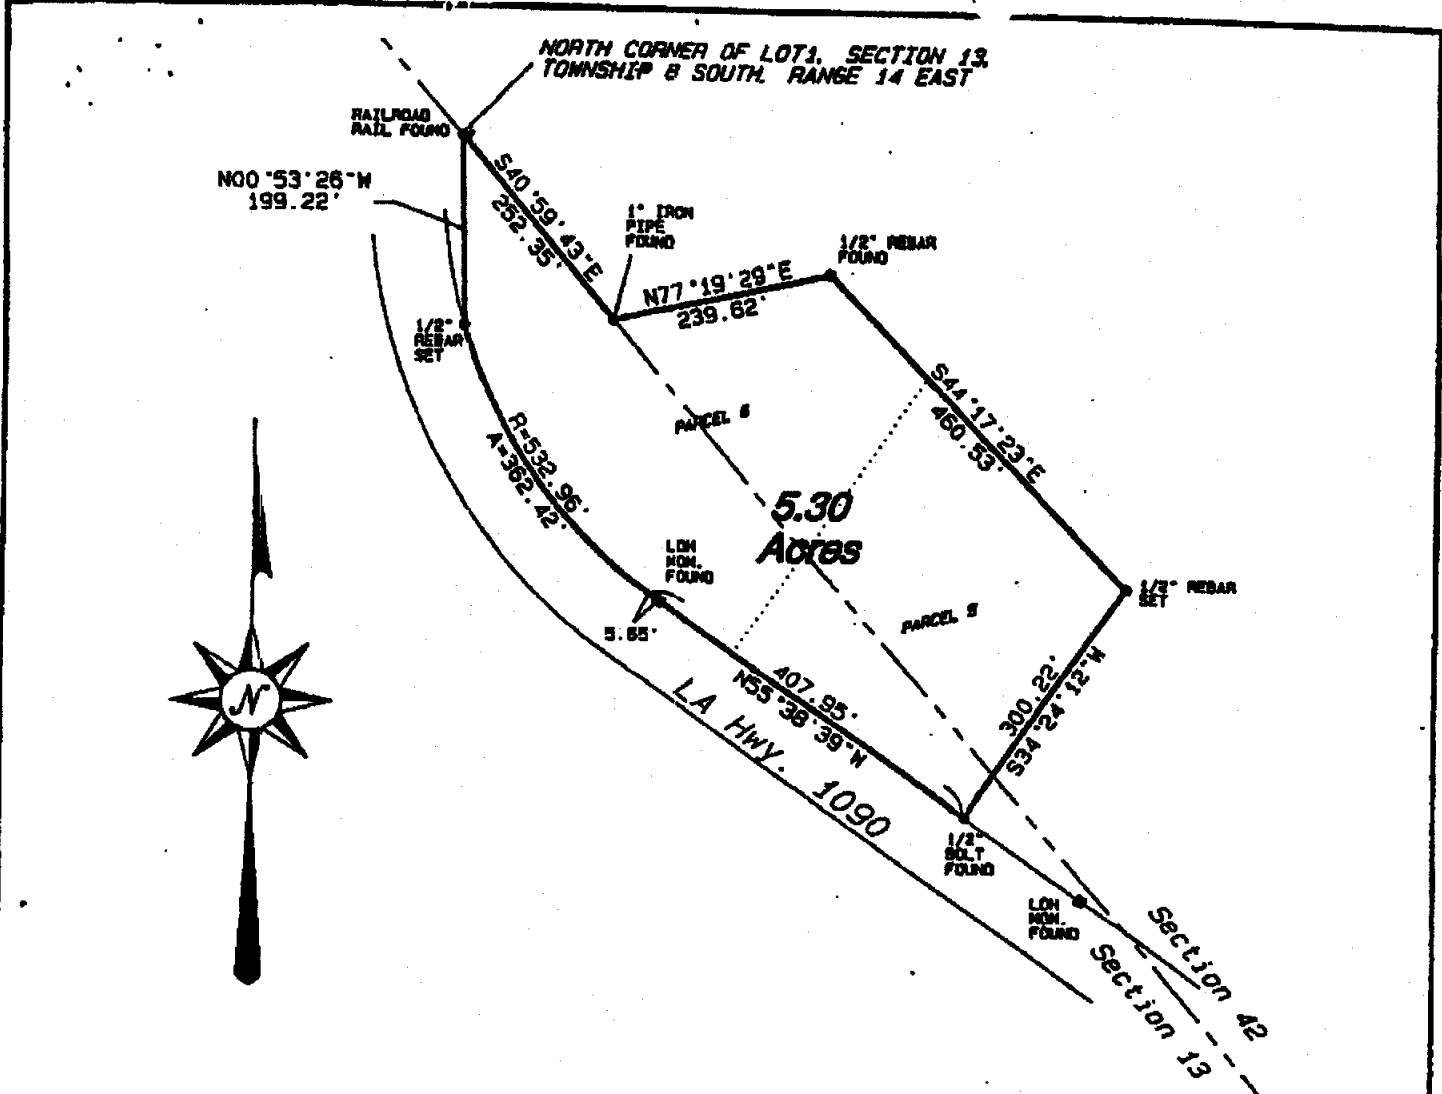 NORTH CORNER OF LOT1, SECTION 13,
TOWNSHIP 8 SOUTH, RANGE 14 EAST
RAILROAD
RAIL FOUND
N00°53'26"W
199.22'
S40°59'43"E
252.35'
1" IRON
PIPE
FOUND
N77°19'29"E
239.62'
1/2" REBAR
FOUND
1/2"
REBAR
SET
S44°17'23"E
460.53'
PARCEL 6
R=532.96'
A=362.42'
5.30
Acres
LDH
MON.
FOUND
5.65'
1/2" REBAR
SET
PARCEL 5
407.95'
N55°38'39"W
300.22'
S34°24'12"W
LA HWY. 1090
N
1/2"
BOLT
FOUND
LDH
MON.
FOUND
Section 42
Section 13